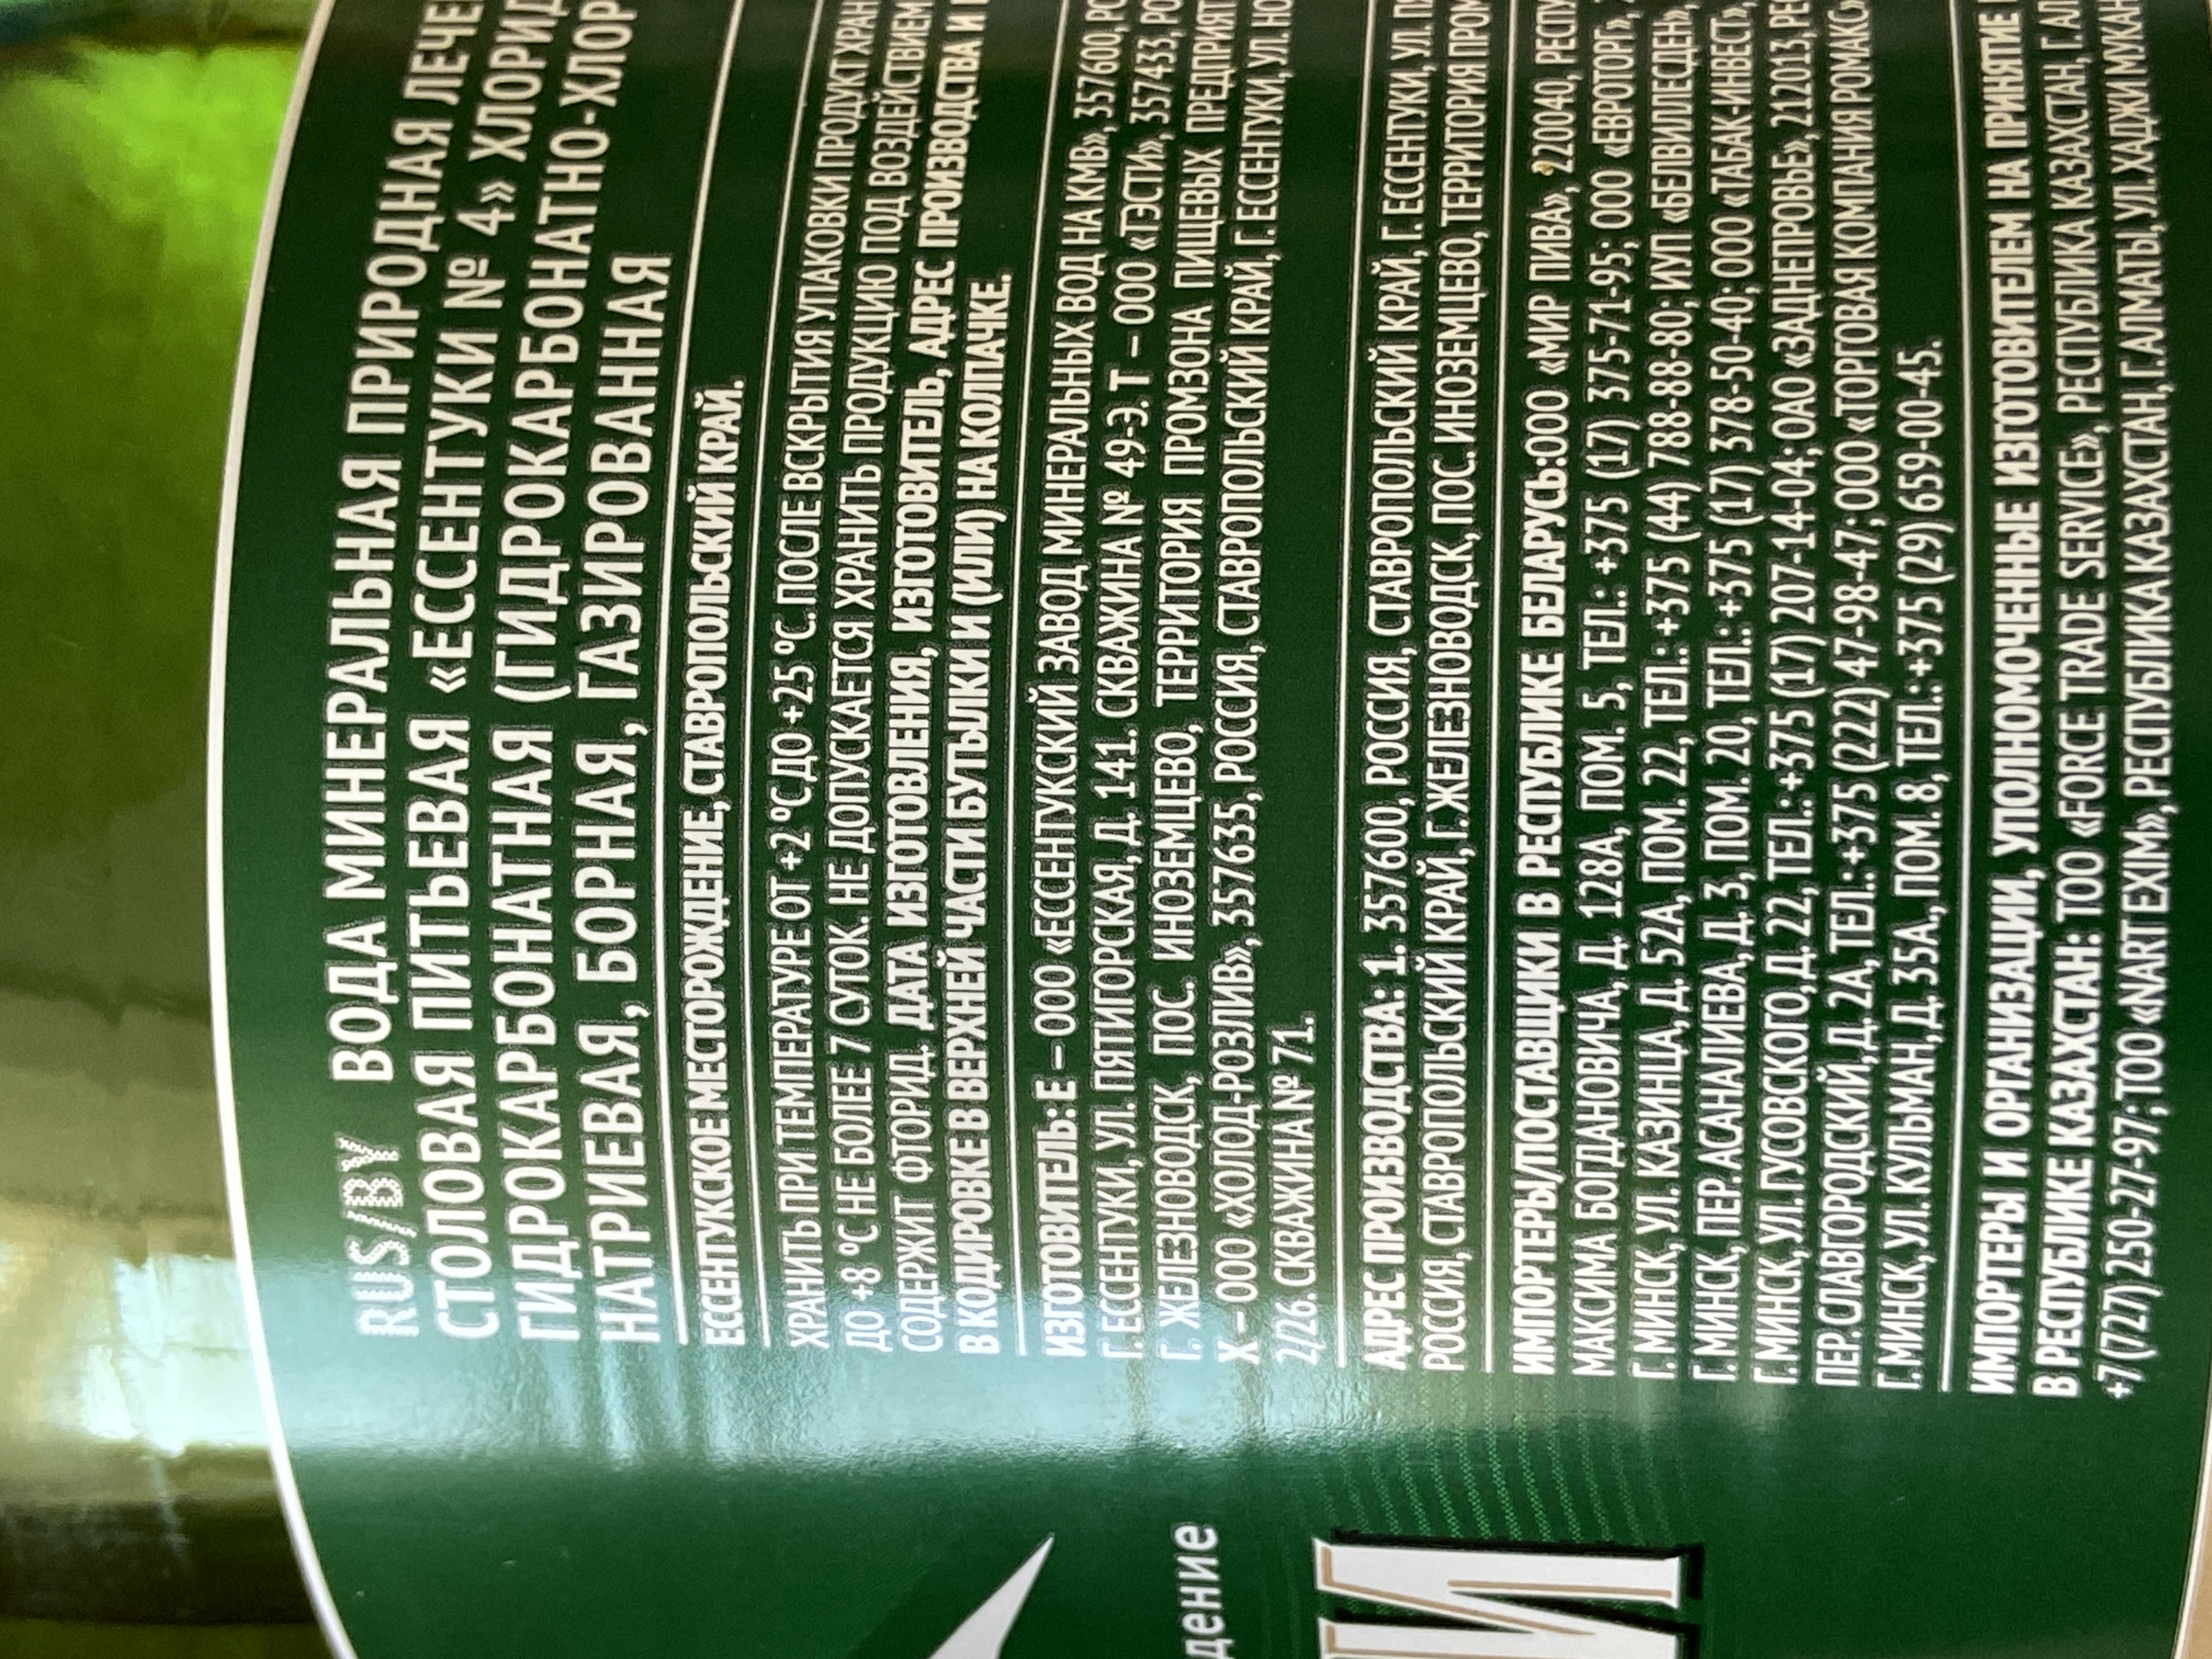 RUS/BY ВОДА МИНЕРАЛЬНАЯ ПРИРОДНАЯ
СТОЛОВАЯ ПИТЬЕВАЯ «ЕССЕНТУКИ № 4»
ГИДРОКАРБОНАТНАЯ (ГИДРОКАРБОНАТНО-ХЛОР
НАТРИЕВАЯ, БОРНАЯ, ГАЗИРОВАННАЯ
ЕССЕНТУКСКОЕ МЕСТОРОЖДЕНИЕ, СТАВРОПОЛЬСКИЙ КРАЙ.
ХРАНИТЬ ПРИ ТЕМПЕРАТУРЕ ОТ +2 °С ДО +25 °С. ПОСЛЕ ВСКРЫТИЯ УПАКОВКИ ПРОДУКТ ХРАН
ДО +8 °С НЕ БОЛЕЕ 7 СУТОК. НЕ ДОПУСКАЕТСЯ ХРАНИТЬ ПРОДУКЦИЮ ПОД ВОЗДЕЙСТВИЕМ
СОДЕРЖИТ ФТОРИД. ДАТА ИЗГОТОВЛЕНИЯ, ИЗГОТОВИТЕЛЬ, АДРЕС ПРОИЗВОДСТВА И
В КОДИРОВКЕ В ВЕРХНЕЙ ЧАСТИ БУТЫЛКИ И (ИЛИ) НА КОЛПАЧКЕ.
ИЗГОТОВИТЕЛЬ: Е – ООО «ЕССЕНТУКСКИЙ ЗАВОД МИНЕРАЛЬНЫХ ВОД НА КМВ», 357600, РО
Г. ЕССЕНТУКИ, УЛ. ПЯТИГОРСКАЯ, Д. 141. СКВАЖИНА № 49-Э. Т – ООО «ТЭСТИ», 357433, РО
Г. ЖЕЛЕЗНОВОДСК, ПОС. ИНОЗЕМЦЕВО, ТЕРРИТОРИЯ ПРОМЗОНА ПИЩЕВЫХ ПРЕДПРИЯТ
Х – ООО «ХОЛОД-РОЗЛИВ», 357635, РОССИЯ, СТАВРОПОЛЬСКИЙ КРАЙ, Г. ЕССЕНТУКИ, УЛ. НО
2/26. СКВАЖИНА № 71.
АДРЕС ПРОИЗВОДСТВА: 1. 357600, РОССИЯ, СТАВРОПОЛЬСКИЙ КРАЙ, Г. ЕССЕНТУКИ, УЛ. ПЯ
РОССИЯ, СТАВРОПОЛЬСКИЙ КРАЙ, Г. ЖЕЛЕЗНОВОДСК, ПОС. ИНОЗЕМЦЕВО, ТЕРРИТОРИЯ ПРОМ
ИМПОРТЕРЫ/ПОСТАВЩИКИ В РЕСПУБЛИКЕ БЕЛАРУСЬ: ООО «МИР ПИВА», 220040, РЕСПУ
МАКСИМА БОГДАНОВИЧА, Д. 128А, ПОМ. 5, ТЕЛ.: +375 (17) 375-71-95; ООО «ЕВРОТОРГ»,
Г. МИНСК, УЛ. КАЗИНЦА, Д. 52А, ПОМ. 22, ТЕЛ.: +375 (44) 788-88-80; ИУП «БЕЛВИЛЛЕСДЕН»,
Г. МИНСК, ПЕР. АСАНАЛИЕВА, Д. 3, ПОМ. 20, ТЕЛ.: +375 (17) 378-50-40; ООО «ТАБАК-ИНВЕСТ»,
Г. МИНСК, УЛ. ГУСОВСКОГО, Д. 22, ТЕЛ.: +375 (17) 207-14-04; ОАО «ЗАДНЕПРОВЬЕ», 212013, РЕС
ПЕР. СЛАВГОРОДСКИЙ, Д. 2А, ТЕЛ.: +375 (222) 47-98-47; ООО «ТОРГОВАЯ КОМПАНИЯ РОМАКС»
Г. МИНСК, УЛ. КУЛЬМАН, Д. 35А, ПОМ. 8, ТЕЛ.: +375 (29) 659-00-45.
ИМПОРТЕРЫ И ОРГАНИЗАЦИИ, УПОЛНОМОЧЕННЫЕ ИЗГОТОВИТЕЛЕМ НА ПРИНЯТИЕ
В РЕСПУБЛИКЕ КАЗАХСТАН: ТОО «FORCE TRADE SERVICE», РЕСПУБЛИКА КАЗАХСТАН, Г. АЛ
+7 (727) 250-27-97; ТОО «NARTEXIM», РЕСПУБЛИКА КАЗАХСТАН, Г. АЛМАТЫ, УЛ. ХАДЖИ МУКАН
дение